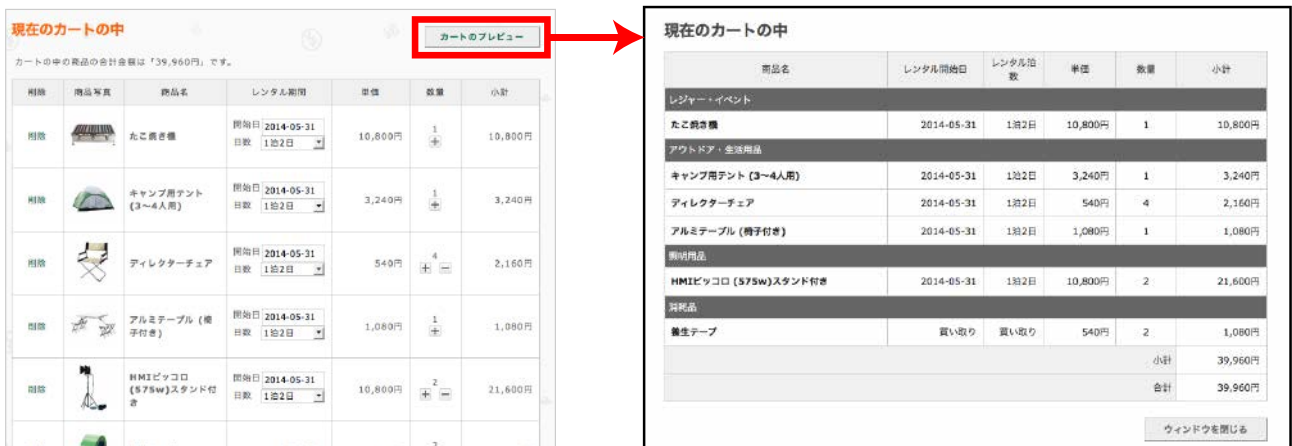 現在のカートの中
カートのプレビュー
カートの中の商品の合計金額は「39,960円」です。
削除 商品写真 商品名 レンタル期間 単価 数量 小計
削除 たこ焼き機 開始日 2014-05-31 10,800円 1 10,800円
日数 1泊2日 +
削除 キャンプ用テント 開始日 2014-05-31 3,240円 1 3,240円
(3〜4人用) 日数 1泊2日 +
削除 ディレクターチェア 開始日 2014-05-31 540円 4 2,160円
日数 1泊2日 + −
削除 アルミテーブル (椅 開始日 2014-05-31 1,080円 1 1,080円
子付き) 日数 1泊2日 +
削除 HMIピッコロ 開始日 2014-05-31 10,800円 2 21,600円
(575w)スタンド付 日数 1泊2日 + −
き
2
現在のカートの中
商品名 レンタル開始日 レンタル泊 単価 数量 小計
数
レジャー・イベント
たこ焼き機 2014-05-31 1泊2日 10,800円 1 10,800円
アウトドア・生活用品
キャンプ用テント (3〜4人用) 2014-05-31 1泊2日 3,240円 1 3,240円
ディレクターチェア 2014-05-31 1泊2日 540円 4 2,160円
アルミテーブル (椅子付き) 2014-05-31 1泊2日 1,080円 1 1,080円
照明用品
HMIピッコロ (575w)スタンド付き 2014-05-31 1泊2日 10,800円 2 21,600円
消耗品
養生テープ 買い取り 買い取り 540円 2 1,080円
小計 39,960円
合計 39,960円
ウィンドウを閉じる